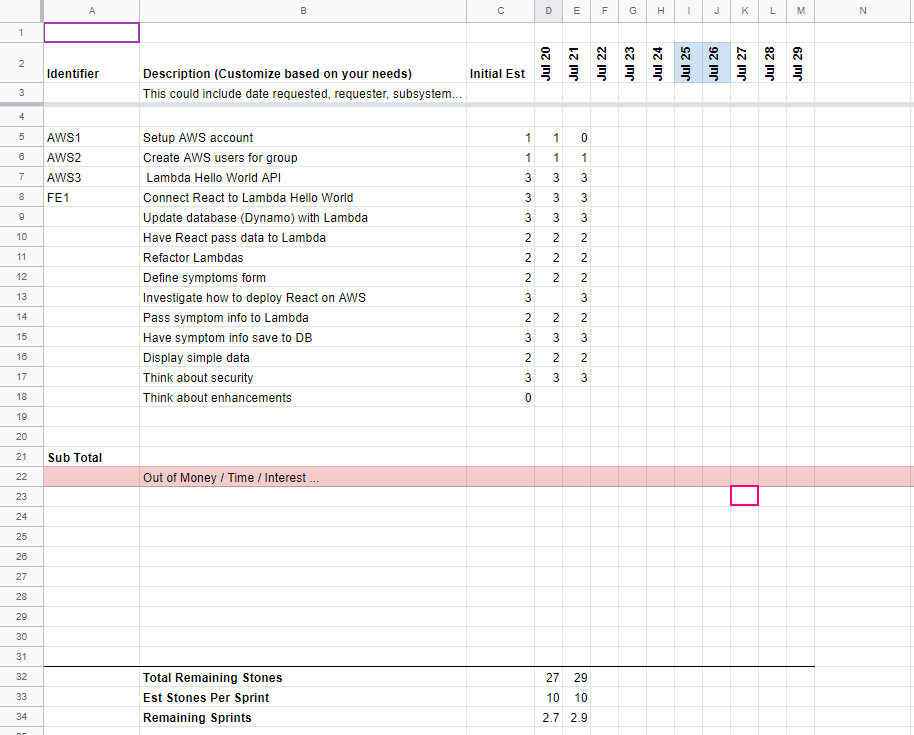 A B C D E F G H I J K L M N
1
2 Identifier Description (Customize based on your needs) Initial Est Jul 20 Jul 21 Jul 22 Jul 23 Jul 24 Jul 25 Jul 26 Jul 27 Jul 28 Jul 29
3 This could include date requested, requester, subsystem...
4
5 AWS1 Setup AWS account 1 1 0
6 AWS2 Create AWS users for group 1 1 1
7 AWS3 Lambda Hello World API 3 3 3
8 FE1 Connect React to Lambda Hello World 3 3 3
9 Update database (Dynamo) with Lambda 3 3 3
10 Have React pass data to Lambda 2 2 2
11 Refactor Lambdas 2 2 2
12 Define symptoms form 2 2 2
13 Investigate how to deploy React on AWS 3 3
14 Pass symptom info to Lambda 2 2 2
15 Have symptom info save to DB 3 3 3
16 Display simple data 2 2 2
17 Think about security 3 3 3
18 Think about enhancements 0
19
20
21 Sub Total
22 Out of Money / Time / Interest ...
23
24
25
26
27
28
29
30
31
32 Total Remaining Stones 27 29
33 Est Stones Per Sprint 10 10
34 Remaining Sprints 2.7 2.9